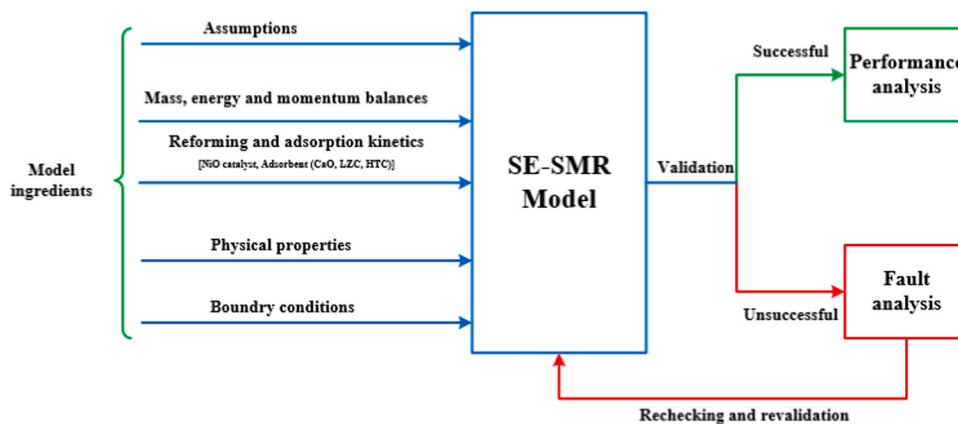 Assumptions
Mass, energy and momentum balances
Reforming and adsorption kinetics
[NiO catalyst, Adsorbent (CaO, LZC, HTC)]
Model
ingredients
Physical properties
Boundry conditions
SE-SMR
Model
Validation
Successful
Performance
analysis
Unsuccessful
Fault
analysis
Rechecking and revalidation